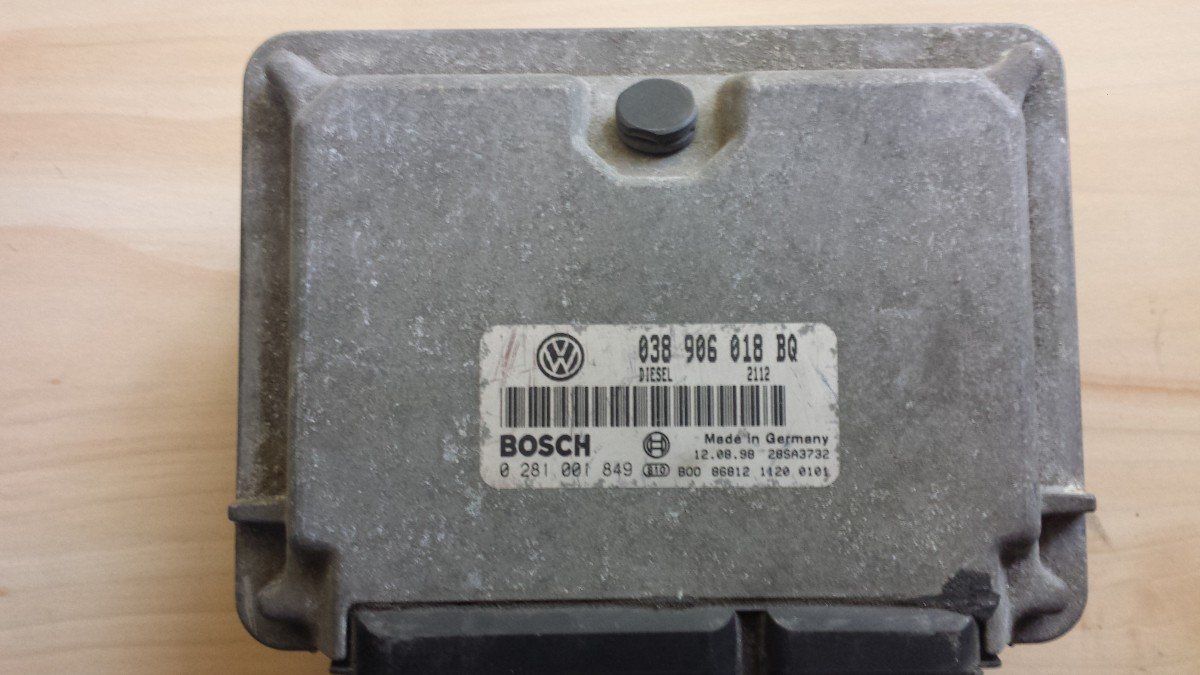 038 906 018 BQ
DIESEL 2112
BOSCH
Made in Germany
12.08.98 28SA3732
0 281 001 849 B00 86812 1120 0101